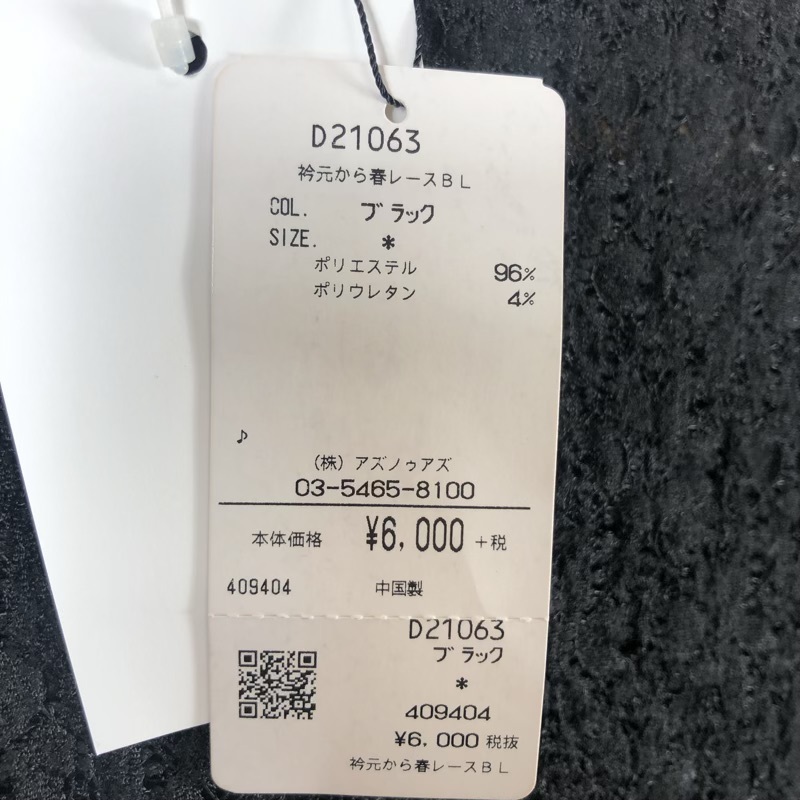 D21063
衿元から春レースBL
COL. ブラック
SIZE. *
ポリエステル 96%
ポリウレタン 4%
♪
(株) アズノゥアズ
03-5465-8100
本体価格 ¥6,000 +税
409404 中国製
D21063
ブラック
*
409404
¥6,000 税抜
衿元から春レースBL